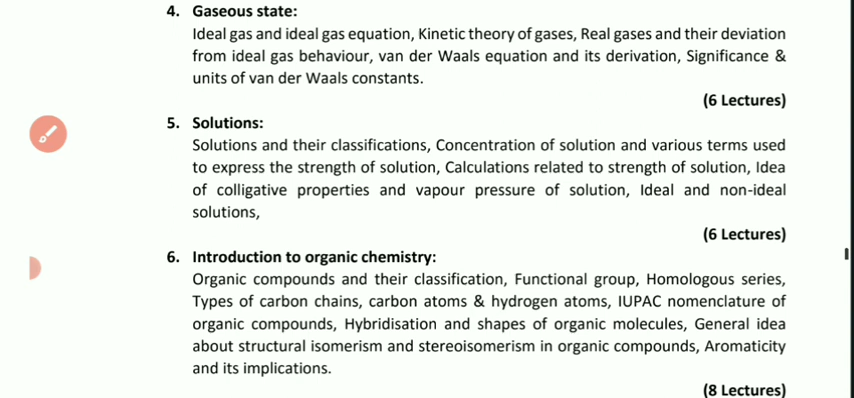 4. Gaseous state:
Ideal gas and ideal gas equation, Kinetic theory of gases, Real gases and their deviation
from ideal gas behaviour, van der Waals equation and its derivation, Significance &
units of van der Waals constants.
(6 Lectures)
5. Solutions:
Solutions and their classifications, Concentration of solution and various terms used
to express the strength of solution, Calculations related to strength of solution, Idea
of colligative properties and vapour pressure of solution, Ideal and non-ideal
solutions,
(6 Lectures)
6. Introduction to organic chemistry:
Organic compounds and their classification, Functional group, Homologous series,
Types of carbon chains, carbon atoms & hydrogen atoms, IUPAC nomenclature of
organic compounds, Hybridisation and shapes of organic molecules, General idea
about structural isomerism and stereoisomerism in organic compounds, Aromaticity
and its implications.
(8 Lectures)